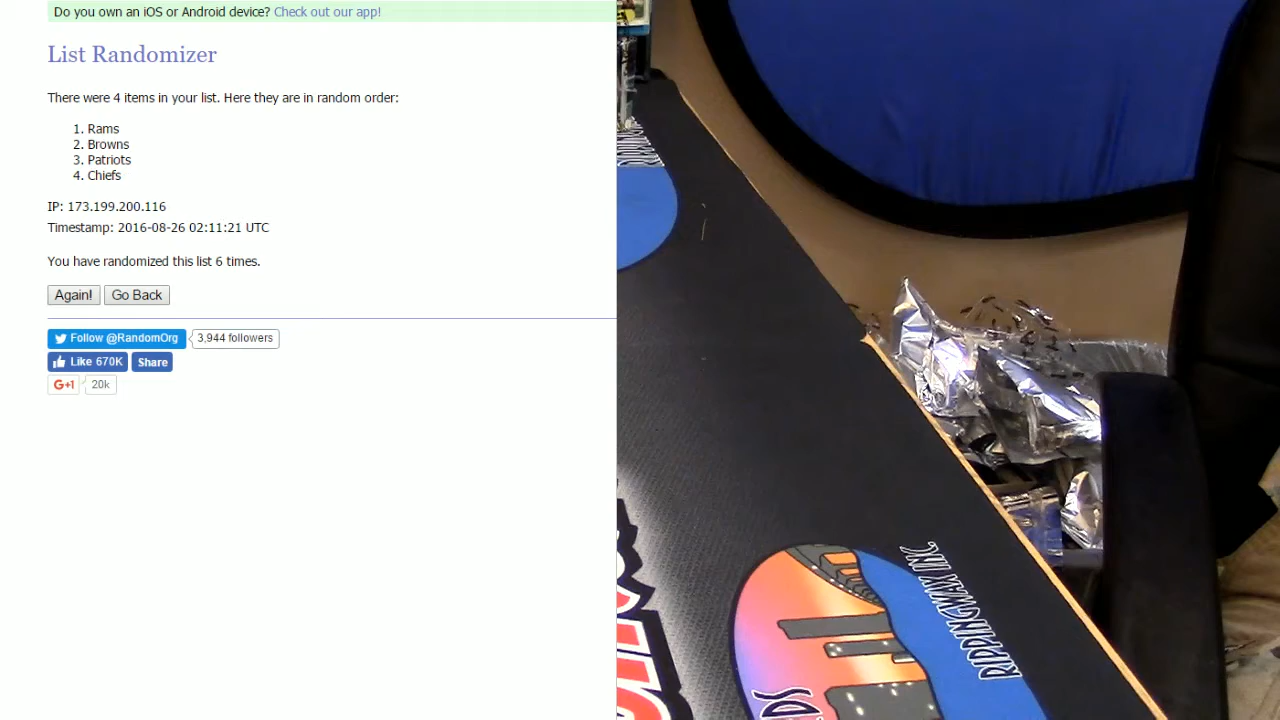 Do you own an iOS or Android device? Check out our app!
List Randomizer
There were 4 items in your list. Here they are in random order:
1. Rams
2. Browns
3. Patriots
4. Chiefs
IP: 173.199.200.116
Timestamp: 2016-08-26 02:11:21 UTC
You have randomized this list 6 times.
Again! Go Back
Follow @RandomOrg 3,944 followers
Like 670K Share
G+1 20k
RIPPINGWAX INC.